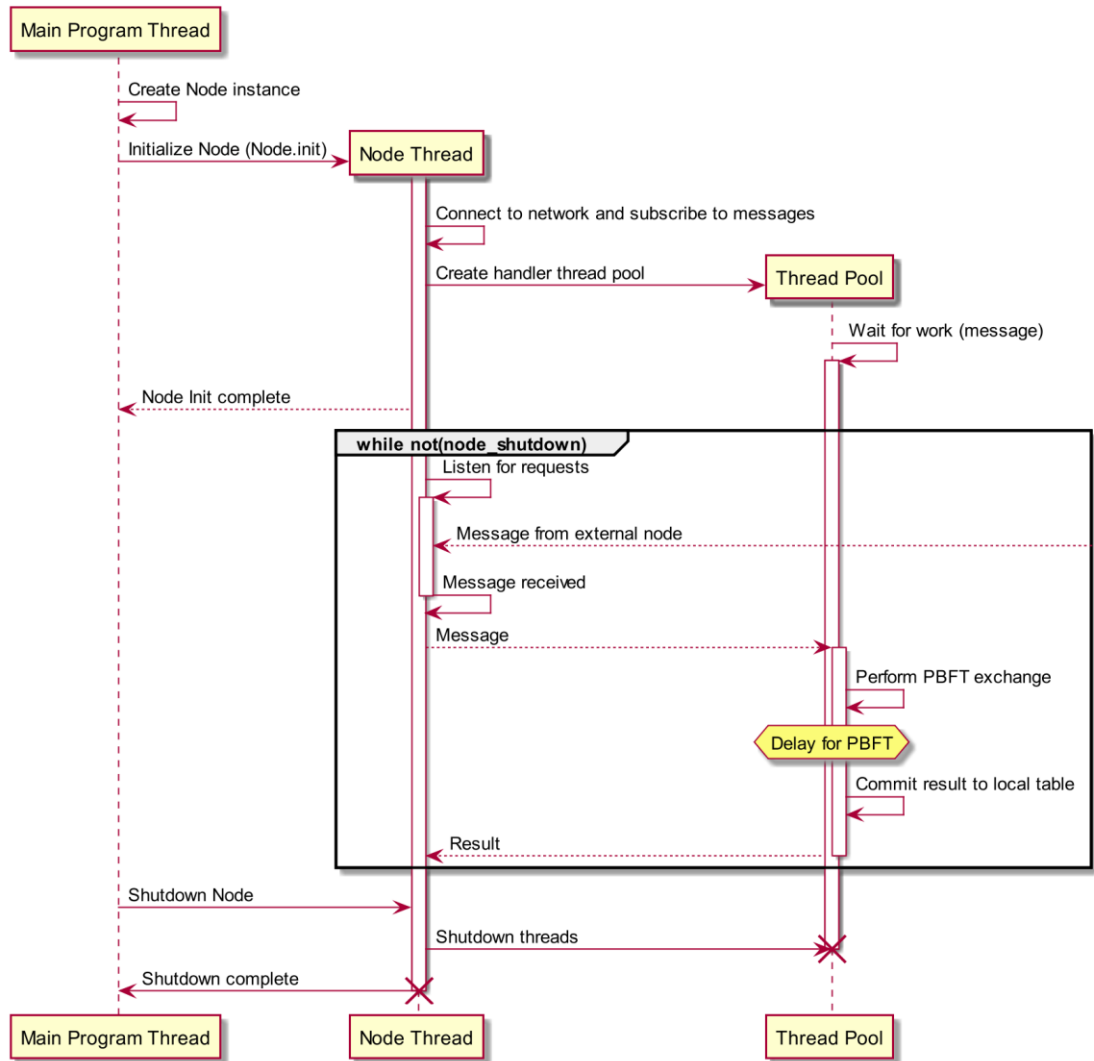 Main Program Thread
Create Node instance
Initialize Node (Node.init)
Node Thread
Connect to network and subscribe to messages
Create handler thread pool
Thread Pool
Wait for work (message)
Node Init complete
while not(node_shutdown)
Listen for requests
Message from external node
Message received
Message
Perform PBFT exchange
Delay for PBFT
Commit result to local table
Result
Shutdown Node
Shutdown threads
Shutdown complete
Main Program Thread
Node Thread
Thread Pool